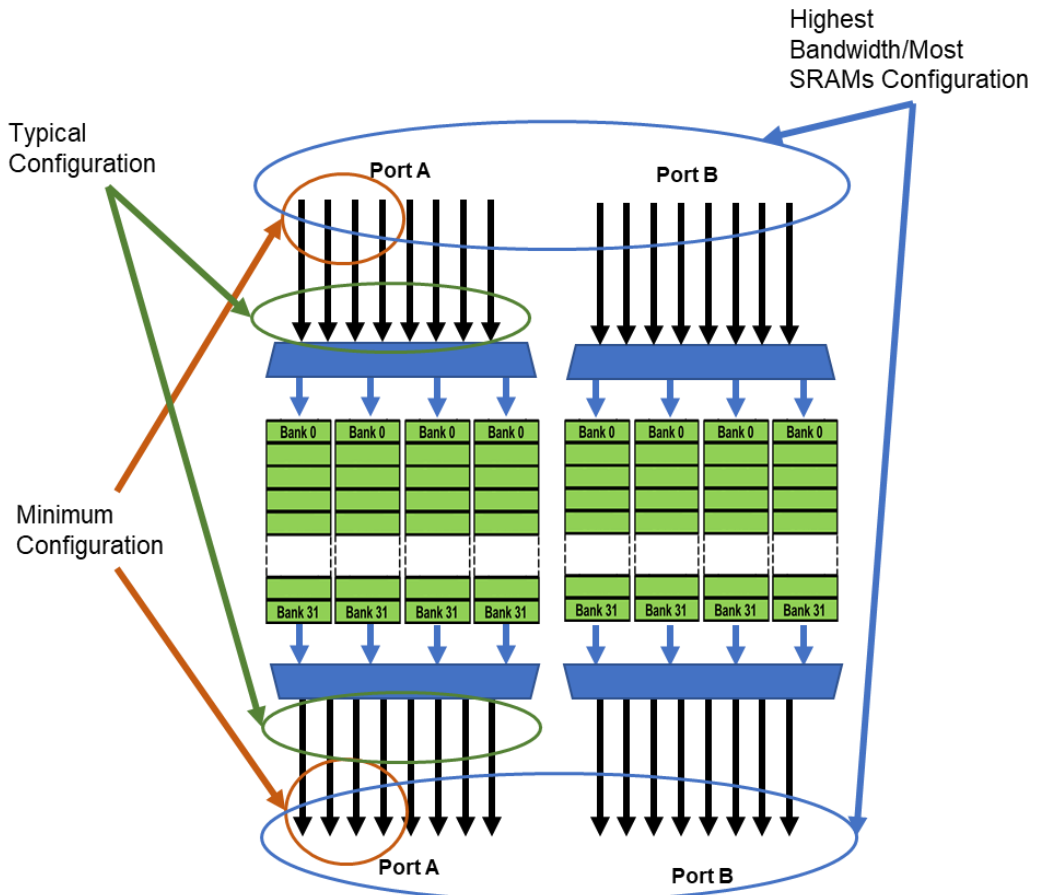 Highest
Bandwidth/Most
SRAMs Configuration
Typical
Configuration
Port A
Port B
Bank 0
Bank 0
Bank 0
Bank 0
Bank 0
Bank 0
Bank 0
Bank 0
Minimum
Configuration
Bank 31
Bank 31
Bank 31
Bank 31
Bank 31
Bank 31
Bank 31
Bank 31
Port A
Port B